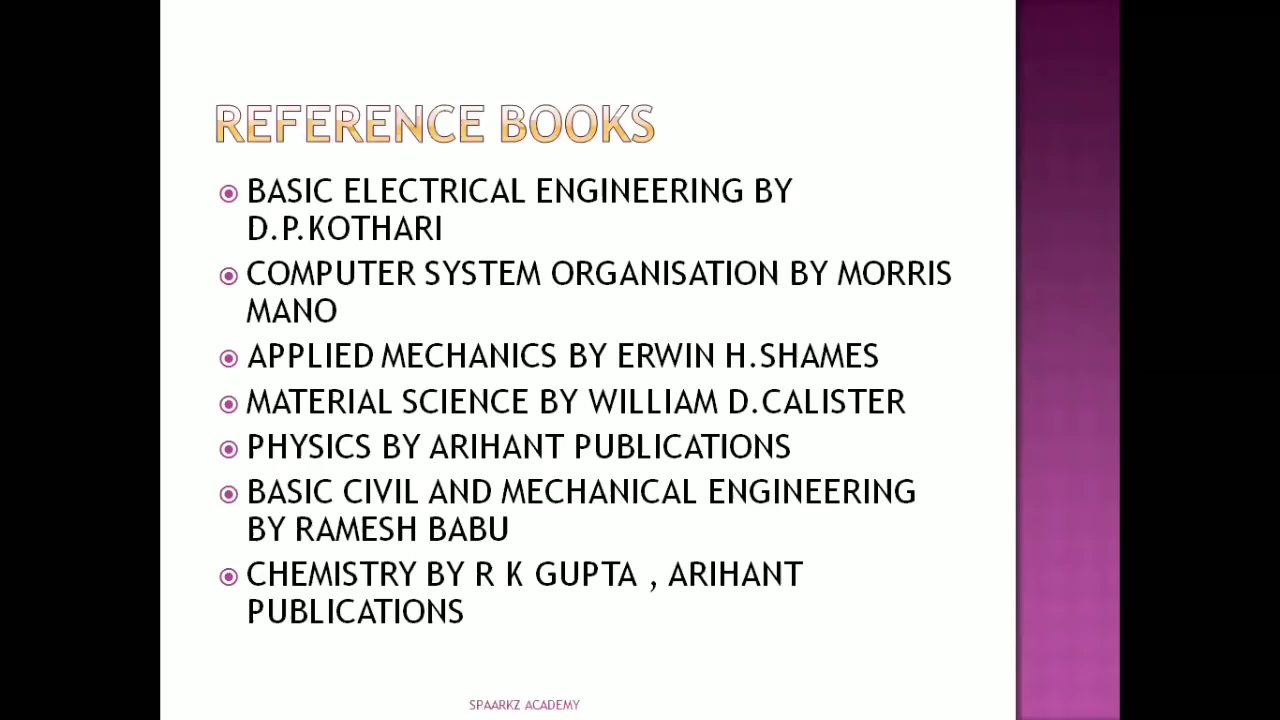 REFERENCE BOOKS
BASIC ELECTRICAL ENGINEERING BY
D.P.KOTHARI
COMPUTER SYSTEM ORGANISATION BY MORRIS
MANO
APPLIED MECHANICS BY ERWIN H.SHAMES
MATERIAL SCIENCE BY WILLIAM D.CALISTER
PHYSICS BY ARIHANT PUBLICATIONS
BASIC CIVIL AND MECHANICAL ENGINEERING
BY RAMESH BABU
CHEMISTRY BY R K GUPTA , ARIHANT
PUBLICATIONS
SPAARKZ ACADEMY